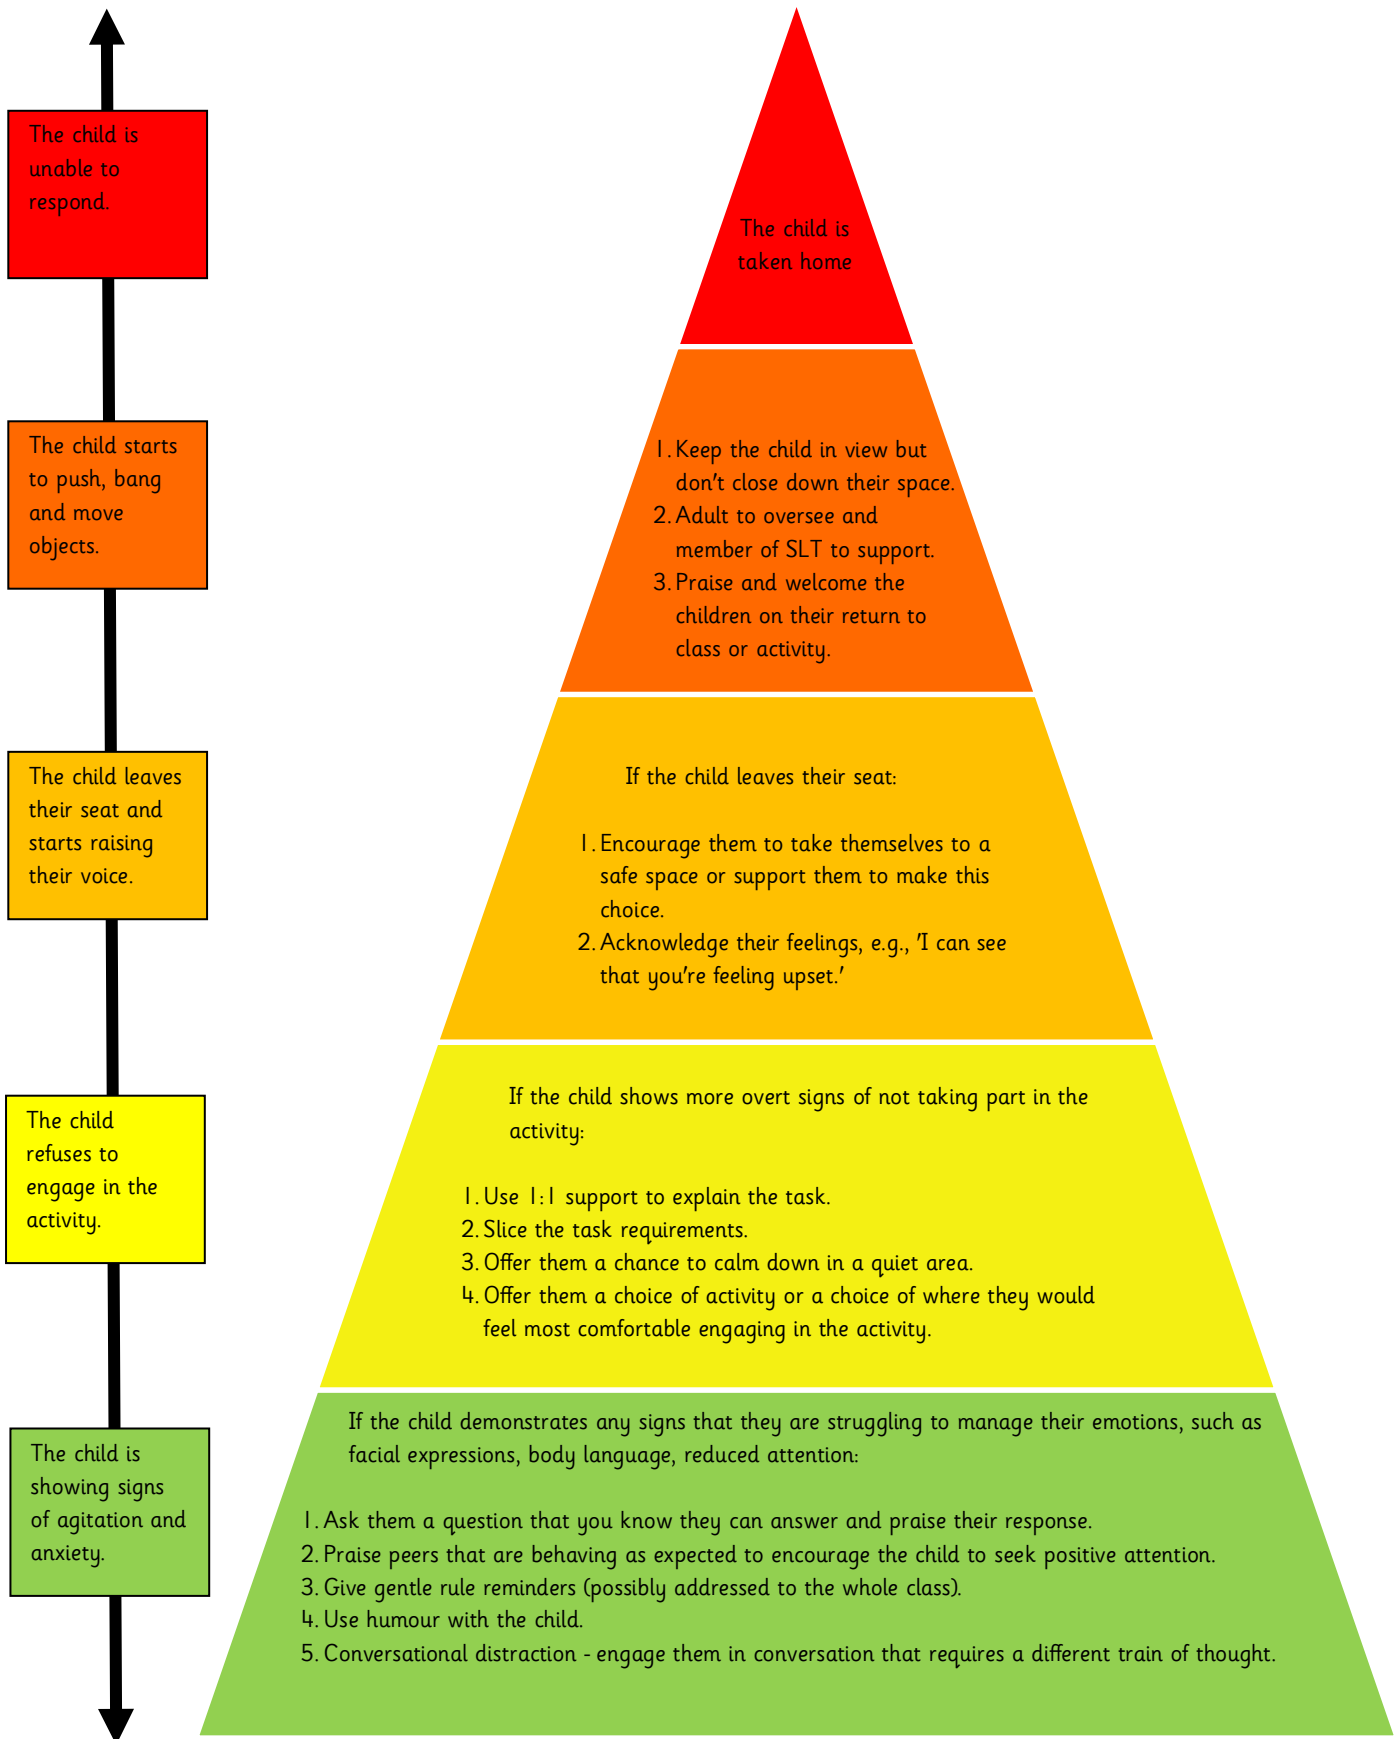 The child is
unable to
respond.
The child is
taken home
The child starts
to push, bang
and move
objects.
1. Keep the child in view but
don't close down their space.
2. Adult to oversee and
member of SLT to support.
3. Praise and welcome the
children on their return to
class or activity.
The child leaves
their seat and
starts raising
their voice.
If the child leaves their seat:
1. Encourage them to take themselves to a
safe space or support them to make this
choice.
2. Acknowledge their feelings, e.g., 'I can see
that you're feeling upset.'
The child
refuses to
engage in the
activity.
If the child shows more overt signs of not taking part in the
activity:
1. Use 1:1 support to explain the task.
2. Slice the task requirements.
3. Offer them a chance to calm down in a quiet area.
4. Offer them a choice of activity or a choice of where they would
feel most comfortable engaging in the activity.
The child is
showing signs
of agitation and
anxiety.
If the child demonstrates any signs that they are struggling to manage their emotions, such as
facial expressions, body language, reduced attention:
1. Ask them a question that you know they can answer and praise their response.
2. Praise peers that are behaving as expected to encourage the child to seek positive attention.
3. Give gentle rule reminders (possibly addressed to the whole class).
4. Use humour with the child.
5. Conversational distraction - engage them in conversation that requires a different train of thought.